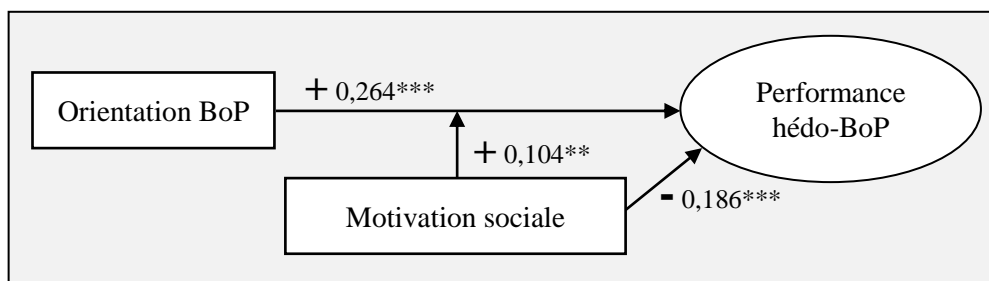 + 0,264***
Orientation BoP
Performance
hédo-BoP
+ 0,104**
Motivation sociale
- 0,186***